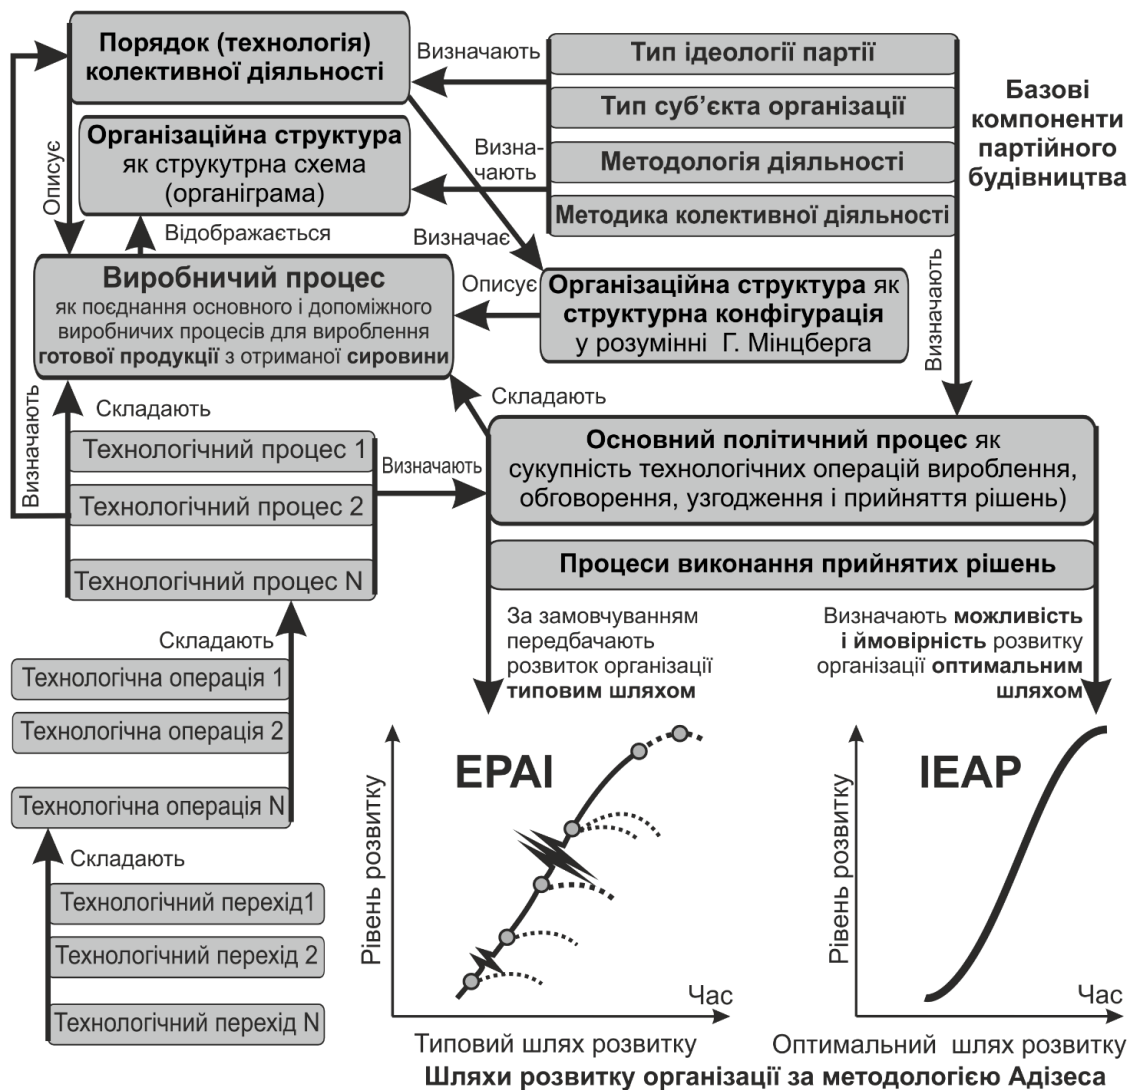 Порядок (технологія)
колективної діяльності
Визначають
Тип ідеології партії
Тип суб’єкта організації
Методологія діяльності
Методика колективної діяльності
Базові
компоненти
партійного
будівництва
Організаційна структура
як струкутрна схема
(органіграма)
Визна-
чають
Описує
Відображається
Визначає
Виробничий процес
як поєднання основного і допоміжного
виробничих процесів для вироблення
готової продукції з отриманої сировини
Описує
Організаційна структура як
структурна конфігурація
у розумінні Г. Мінцберга
Визначають
Визначають
Складають
Складають
Технологічний процес 1
Технологічний процес 2
Технологічний процес N
Визначають
Основний політичний процес як
сукупність технологічних операцій вироблення,
обговорення, узгодження і прийняття рішень)
Процеси виконання прийнятих рішень
Складають
Технологічна операція 1
Технологічна операція 2
Технологічна операція N
Складають
Технологічний перехід1
Технологічний перехід 2
Технологічний перехід N
За замовчуванням
передбачають
розвиток організації
типовим шляхом
Визначають можливість
і ймовірність розвитку
організації оптимальним
шляхом
EPAI
Рівень розвитку
Час
Типовий шлях розвитку
IEAP
Рівень розвитку
Час
Оптимальний шлях розвитку
Шляхи розвитку організації за методологією Адізеса